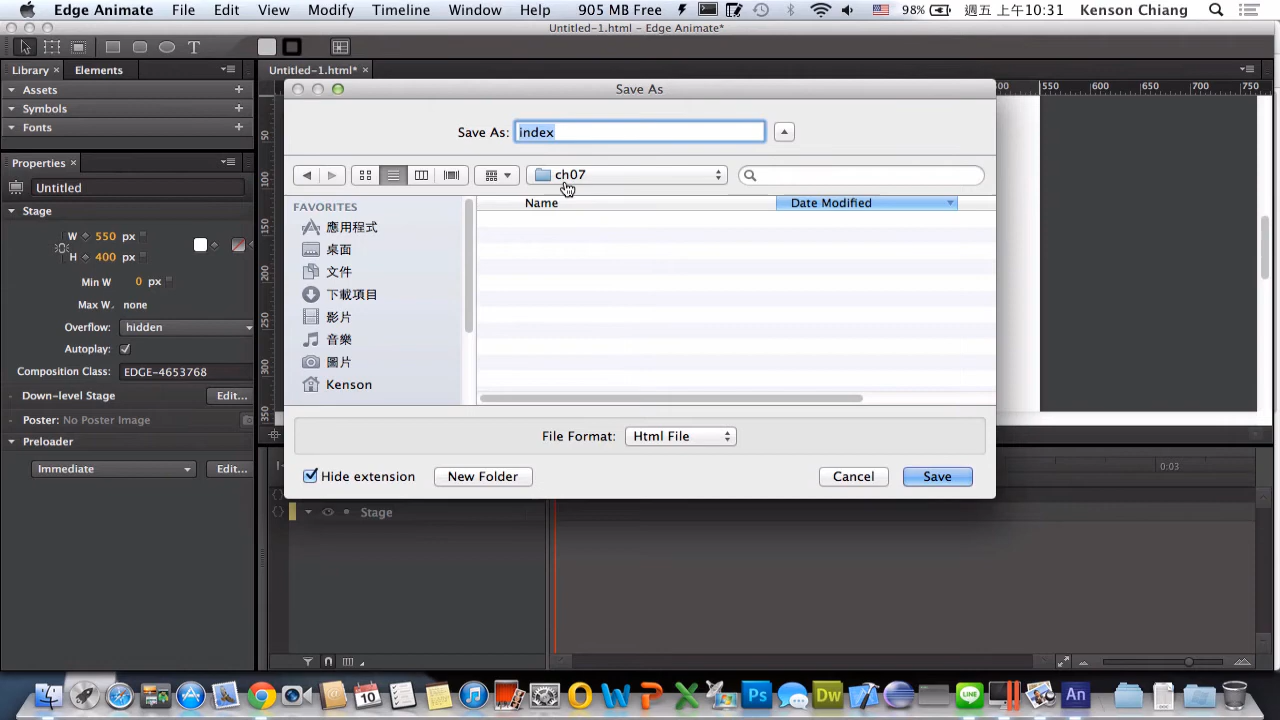 Edge Animate File Edit View Modify Timeline Window Help 905 MB Free 98% 週五 上午10:31 Kenson Chiang
Untitled-1.html - Edge Animate*
T
Library × Elements
Untitled-1.html* ×
Assets +
Symbols +
Fonts +
Properties ×
Untitled
Stage
W 550 px
H 400 px
Min W 0 px
Max W. none
Overflow: hidden
Autoplay:
Composition Class: EDGE-4653768
Down-level Stage Edit...
Poster: No Poster Image
Preloader
Immediate Edit...
50
100
150
200
250
300
350
550 600 650 700 750
Save As
Save As: index
ch07
FAVORITES
應用程式
桌面
文件
下載項目
影片
音樂
圖片
Kenson
Name Date Modified
File Format: Html File
Hide extension New Folder Cancel Save
0:03
Stage
10 W P X Ps Dw LINE An